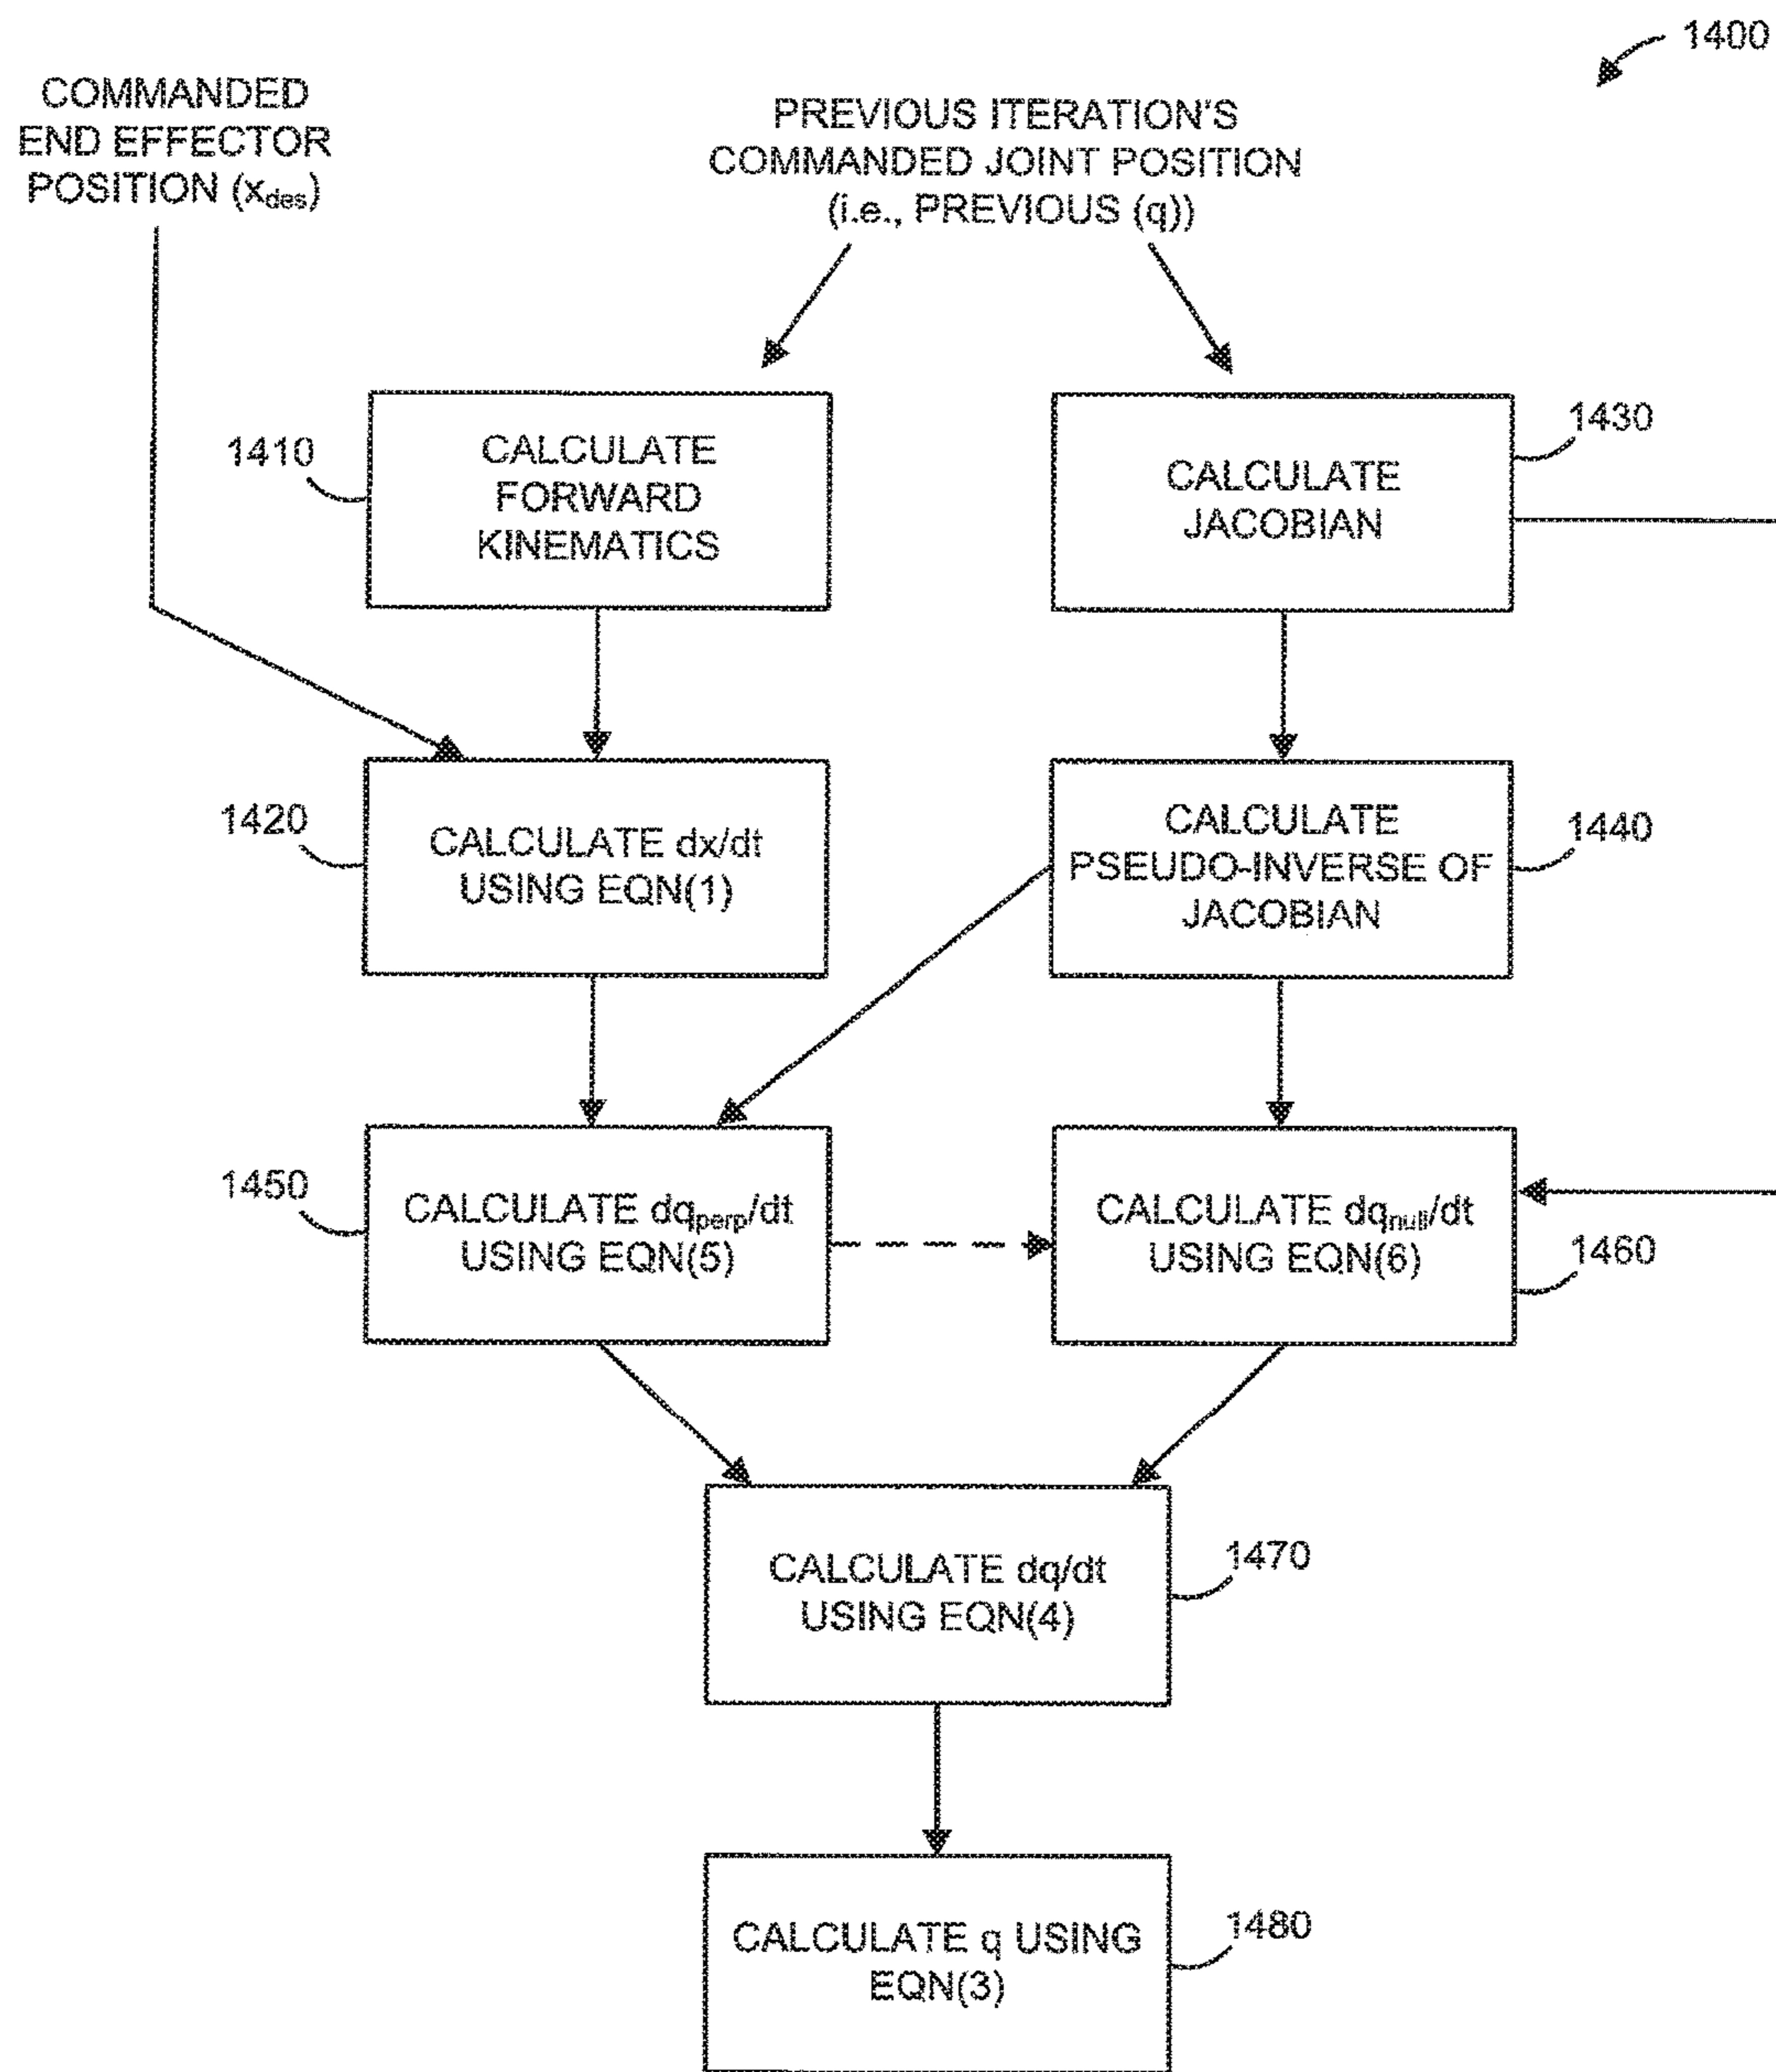 1400
COMMANDED
END EFFECTOR
POSITION (xdes)
PREVIOUS ITERATION'S
COMMANDED JOINT POSITION
(i.e., PREVIOUS (q))
1410
CALCULATE
FORWARD
KINEMATICS
1430
CALCULATE
JACOBIAN
1420
CALCULATE dx/dt
USING EQN(1)
1440
CALCULATE
PSEUDO-INVERSE OF
JACOBIAN
1450
CALCULATE dqperp/dt
USING EQN(5)
CALCULATE dqnull/dt
USING EQN(6)
1460
CALCULATE dq/dt
USING EQN(4)
1470
CALCULATE q USING
EQN(3)
1480